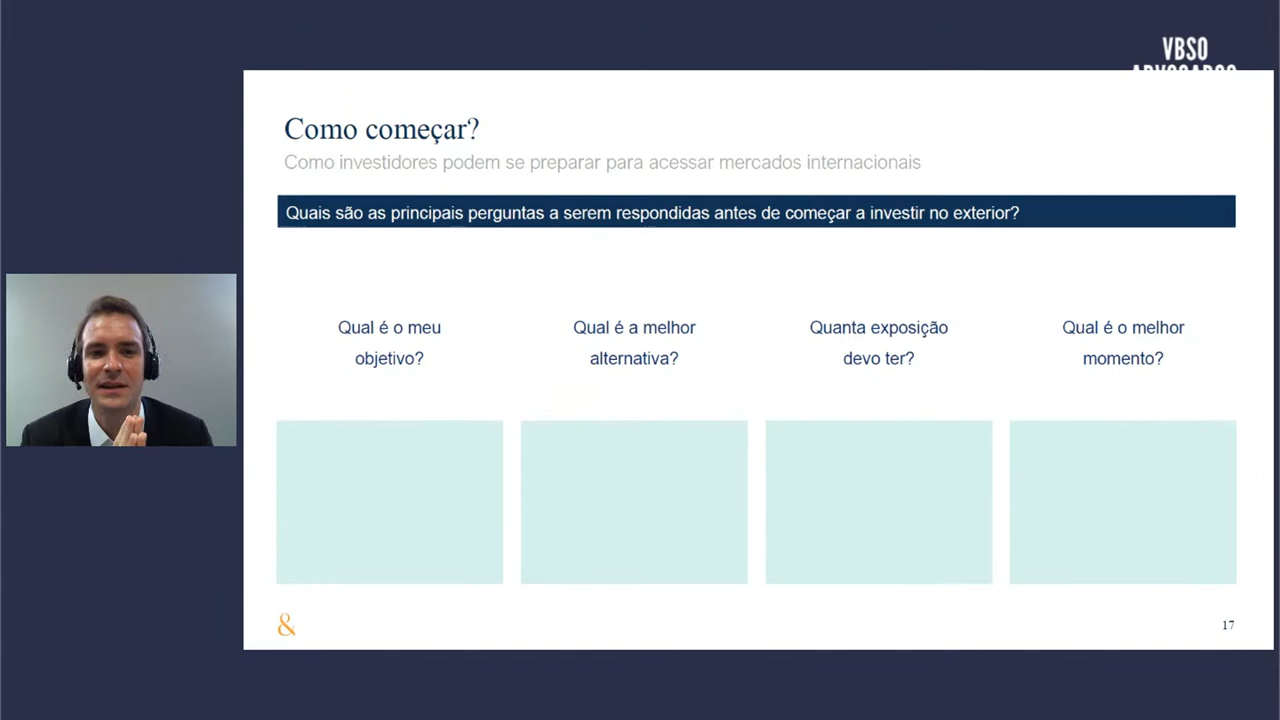 VBSO
ADVOGADOS
Como começar?
Como investidores podem se preparar para acessar mercados internacionais
Quais são as principais perguntas a serem respondidas antes de começar a investir no exterior?
Qual é o meu
objetivo?
Qual é a melhor
alternativa?
Quanta exposição
devo ter?
Qual é o melhor
momento?
&
17